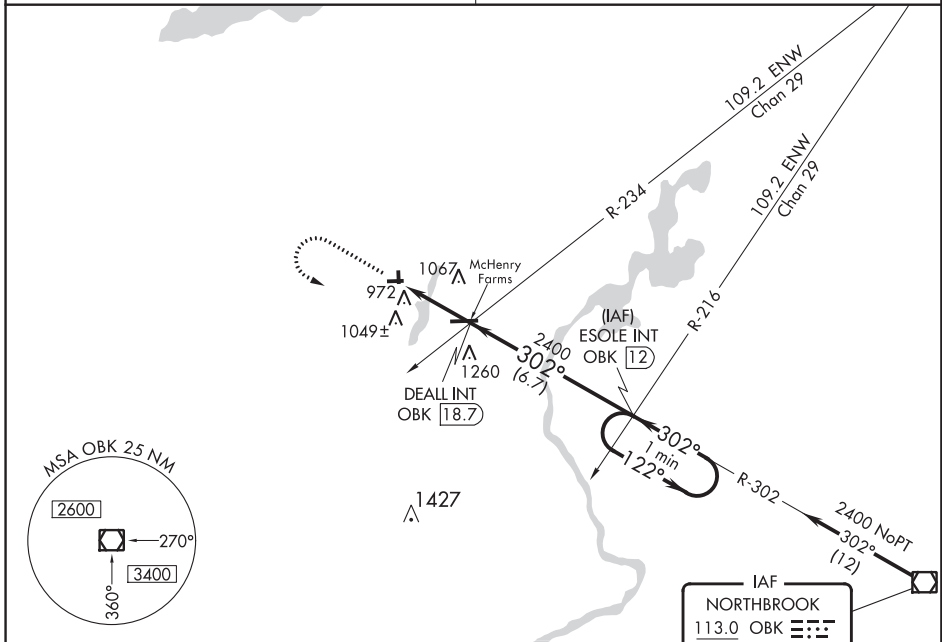 109.2 ENW
Chan 29
109.2 ENW
Chan 29
R-234
R-216
1067
McHenry
Farms
972
1049±
1260
DEALL INT
OBK 18.7
2400
302°
(6.7)
(IAF)
ESOLE INT
OBK 12
302°
1 min
122°
R-302
2400 NoPT
302°
(12)
1427
MSA OBK 25 NM
2600
270°
3400
360°
IAF
NORTHBROOK
113.0 OBK